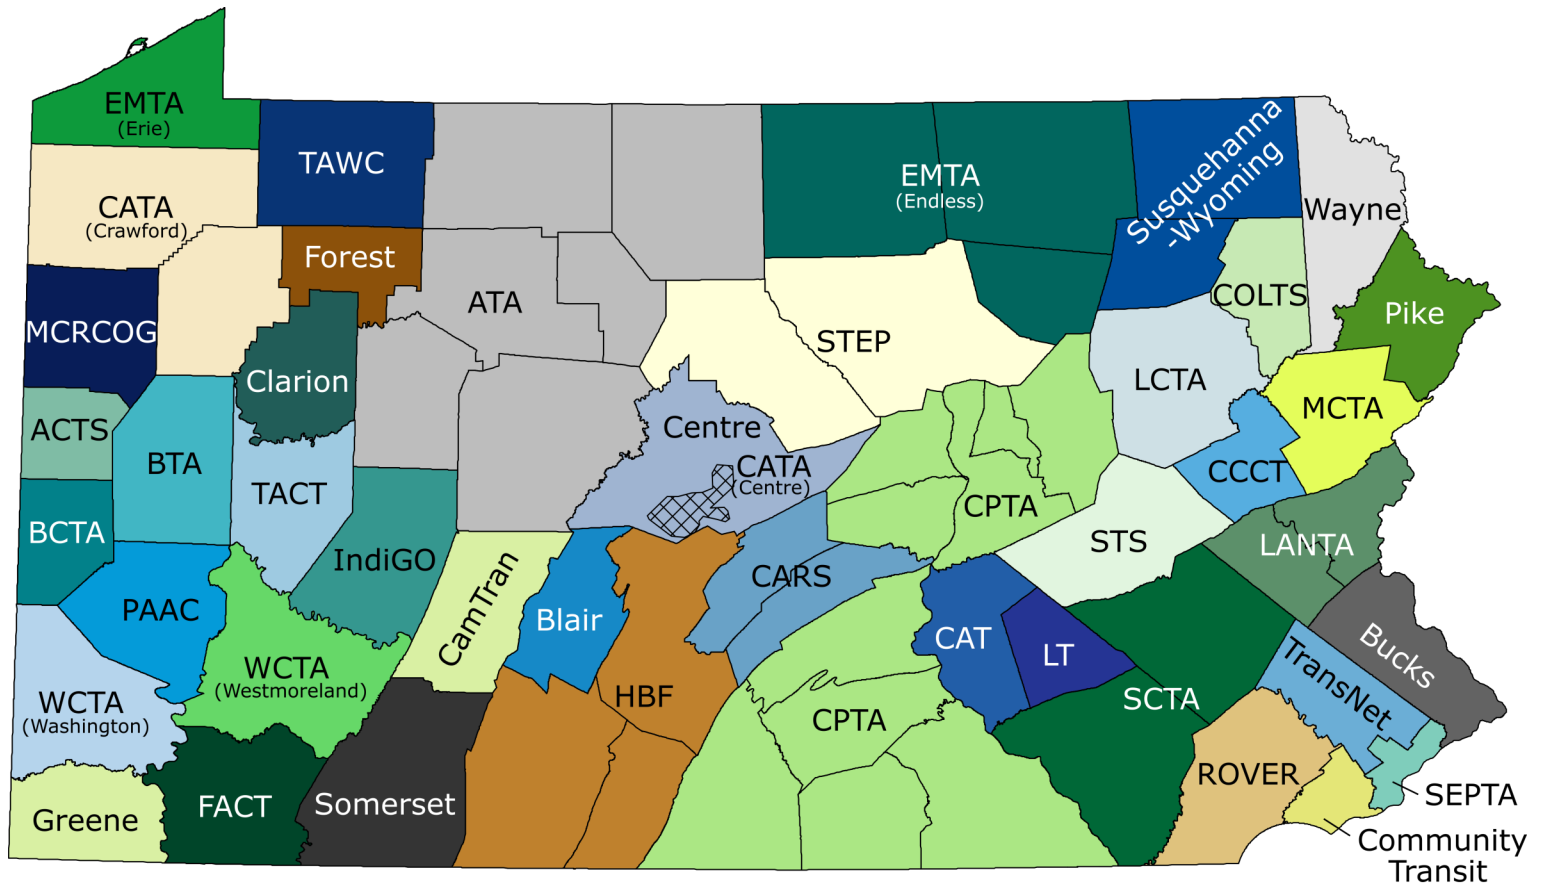 EMTA
(Erie)
TAWC
EMTA
(Endless)
Susquehanna
-Wyoming
Wayne
CATA
(Crawford)
Forest
MCRCOG
ATA
COLTS
Pike
STEP
Clarion
LCTA
MCTA
ACTS
BTA
TACT
Centre
CATA
(Centre)
CCCT
CPTA
BCTA
IndiGO
STS
LANTA
PAAC
CamTran
Blair
CARS
CAT
LT
Bucks
WCTA
(Westmoreland)
WCTA
(Washington)
HBF
CPTA
SCTA
TransNet
Greene
FACT
Somerset
ROVER
SEPTA
Community
Transit